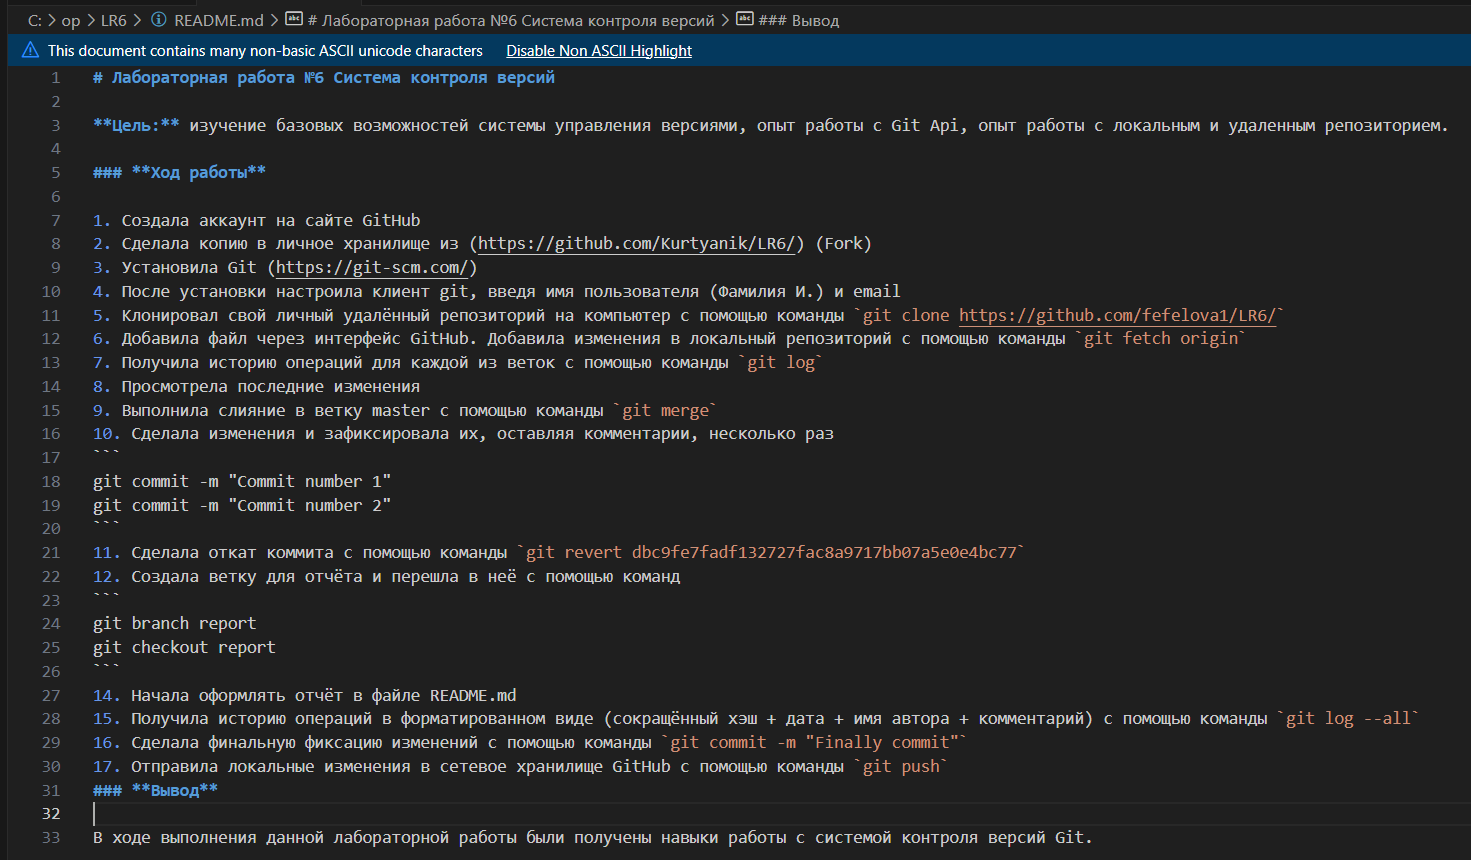 C: > op > LR6 > README.md > # Лабораторная работа №6 Система контроля версий > ### Вывод
This document contains many non-basic ASCII unicode characters Disable Non ASCII Highlight
1 # Лабораторная работа №6 Система контроля версий
2
3 **Цель:** изучение базовых возможностей системы управления версиями, опыт работы с Git Api, опыт работы с локальным и удаленным репозиторием.
4
5 ### **Ход работы**
6
7 1. Создала аккаунт на сайте GitHub
8 2. Сделала копию в личное хранилище из (https://github.com/Kurtyanik/LR6/) (Fork)
9 3. Установила Git (https://git-scm.com/)
10 4. После установки настроила клиент git, введя имя пользователя (Фамилия И.) и email
11 5. Клонировал свой личный удалённый репозиторий на компьютер с помощью команды `git clone https://github.com/fefelova1/LR6/`
12 6. Добавила файл через интерфейс GitHub. Добавила изменения в локальный репозиторий с помощью команды `git fetch origin`
13 7. Получила историю операций для каждой из веток с помощью команды `git log`
14 8. Просмотрела последние изменения
15 9. Выполнила слияние в ветку master с помощью команды `git merge`
16 10. Сделала изменения и зафиксировала их, оставляя комментарии, несколько раз
17 ```
18 git commit -m "Commit number 1"
19 git commit -m "Commit number 2"
20 ```
21 11. Сделала откат коммита с помощью команды `git revert dbc9fe7fadf132727fac8a9717bb07a5e0e4bc77`
22 12. Создала ветку для отчёта и перешла в неё с помощью команд
23 ```
24 git branch report
25 git checkout report
26 ```
27 14. Начала оформлять отчёт в файле README.md
28 15. Получила историю операций в форматированном виде (сокращённый хэш + дата + имя автора + комментарий) с помощью команды `git log --all`
29 16. Сделала финальную фиксацию изменений с помощью команды `git commit -m "Finally commit"`
30 17. Отправила локальные изменения в сетевое хранилище GitHub с помощью команды `git push`
31 ### **Вывод**
32
33 В ходе выполнения данной лабораторной работы были получены навыки работы с системой контроля версий Git.